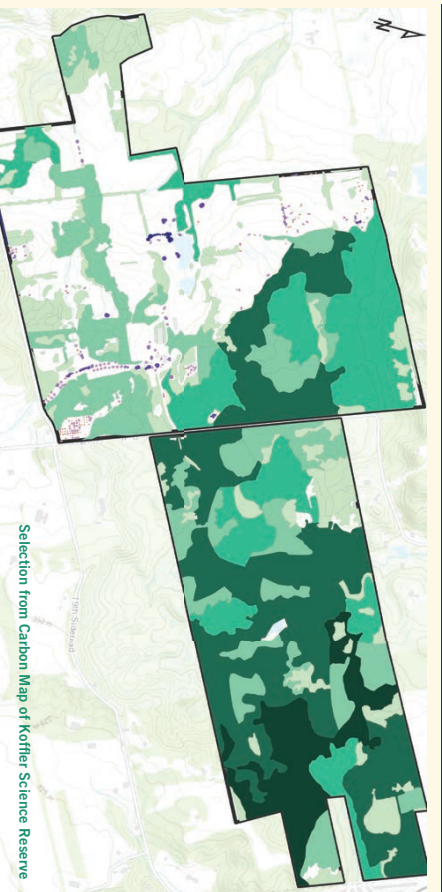 N
Selection from Carbon Map of Koffler Science Reserve
19th Sideroad